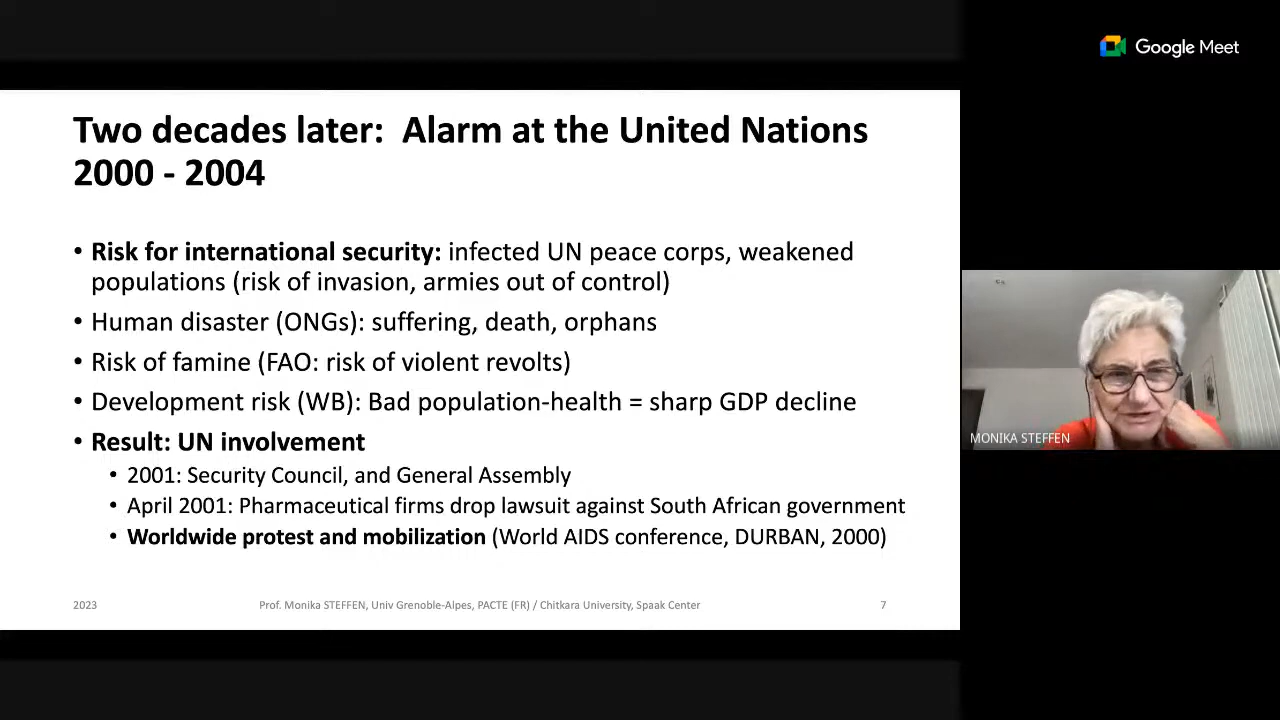 Google Meet
Two decades later:  Alarm at the United Nations
2000 - 2004
• Risk for international security: infected UN peace corps, weakened
populations (risk of invasion, armies out of control)
• Human disaster (ONGs): suffering, death, orphans
• Risk of famine (FAO: risk of violent revolts)
• Development risk (WB): Bad population-health = sharp GDP decline
• Result: UN involvement
• 2001: Security Council, and General Assembly
• April 2001: Pharmaceutical firms drop lawsuit against South African government
• Worldwide protest and mobilization (World AIDS conference, DURBAN, 2000)
2023
Prof. Monika STEFFEN, Univ Grenoble-Alpes, PACTE (FR) / Chitkara University, Spaak Center
7
MONIKA STEFFEN